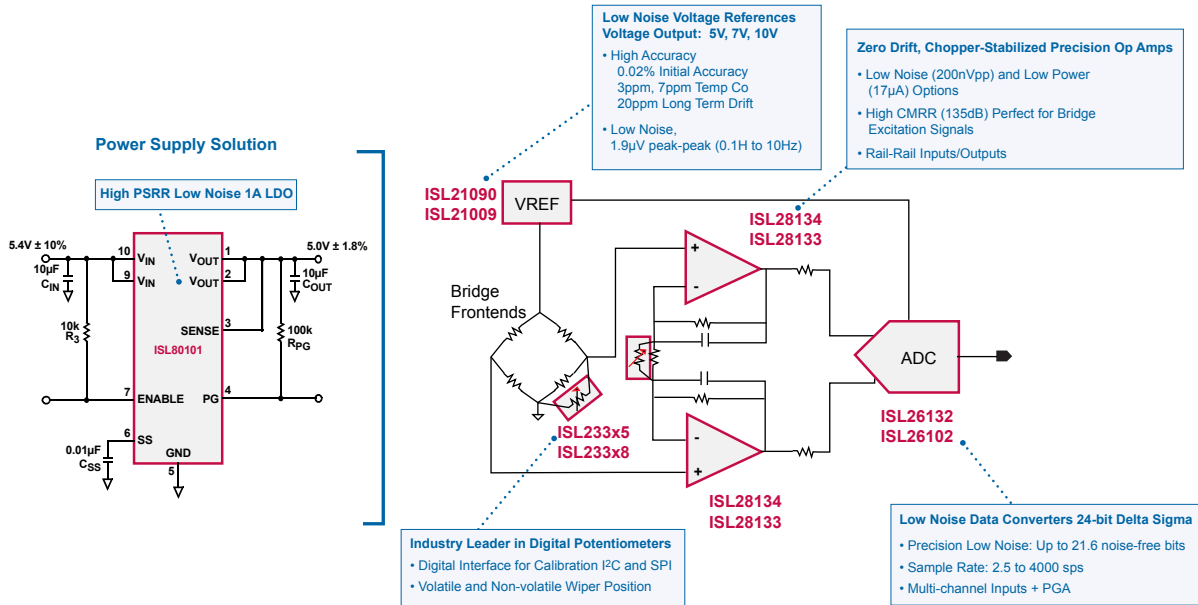 Low Noise Voltage References
Voltage Output: 5V, 7V, 10V
• High Accuracy
0.02% Initial Accuracy
3ppm, 7ppm Temp Co
20ppm Long Term Drift
• Low Noise,
1.9µV peak-peak (0.1H to 10Hz)
Zero Drift, Chopper-Stabilized Precision Op Amps
• Low Noise (200nVpp) and Low Power
(17µA) Options
• High CMRR (135dB) Perfect for Bridge
Excitation Signals
• Rail-Rail Inputs/Outputs
Power Supply Solution
High PSRR Low Noise 1A LDO
5.4V ± 10%
5.0V ± 1.8%
10µF
CIN
10
VIN
9
VIN
1
VOUT
2
VOUT
10µF
COUT
10k
R3
3
SENSE
100k
RPG
ISL80101
7
ENABLE
4
PG
6
SS
0.01µF
CSS
GND
5
ISL21090
ISL21009
VREF
ISL28134
ISL28133
+
-
Bridge
Frontends
ADC
ISL233x5
ISL233x8
ISL26132
ISL26102
-
+
ISL28134
ISL28133
Industry Leader in Digital Potentiometers
• Digital Interface for Calibration I²C and SPI
• Volatile and Non-volatile Wiper Position
Low Noise Data Converters 24-bit Delta Sigma
• Precision Low Noise: Up to 21.6 noise-free bits
• Sample Rate: 2.5 to 4000 sps
• Multi-channel Inputs + PGA